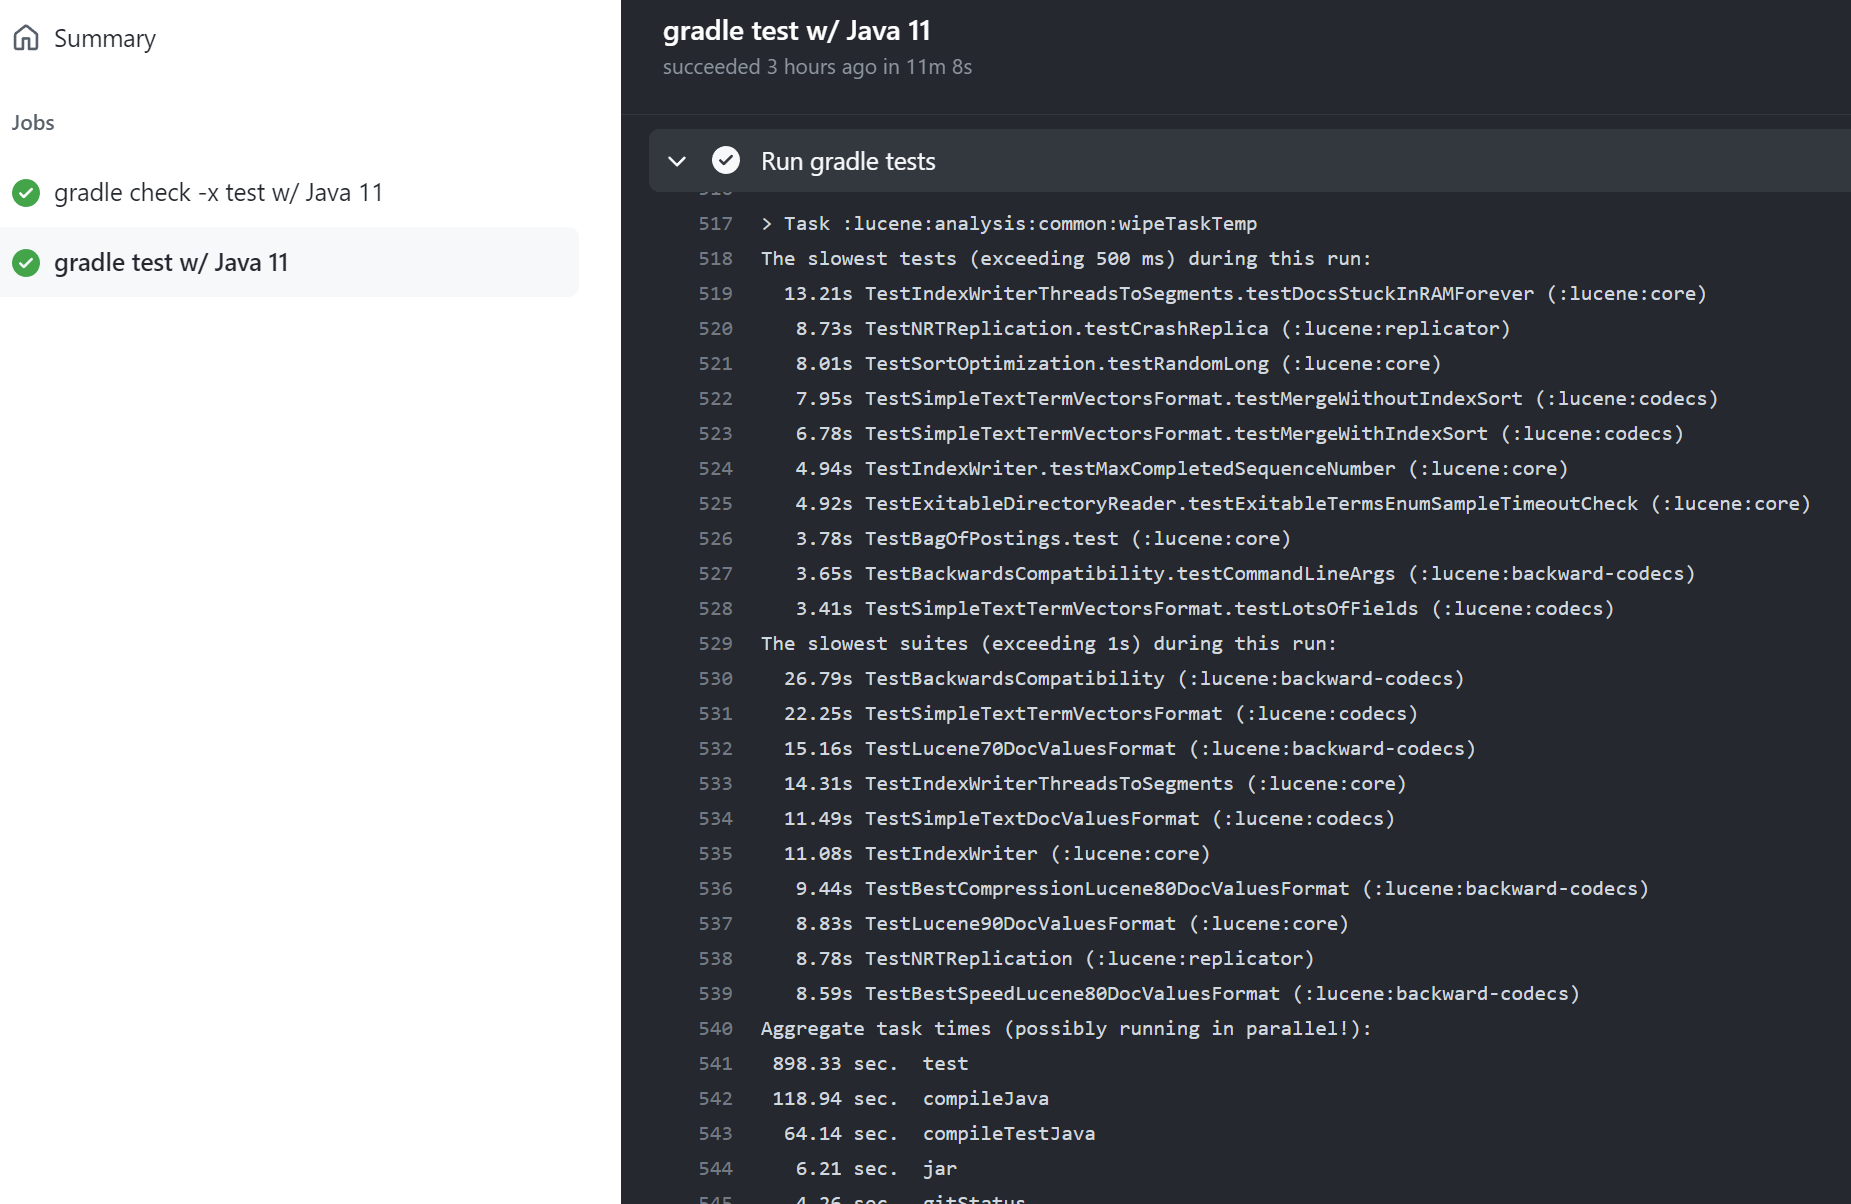 Summary
Jobs
gradle check -x test w/ Java 11
gradle test w/ Java 11
gradle test w/ Java 11
succeeded 3 hours ago in 11m 8s
Run gradle tests
517 > Task :lucene:analysis:common:wipeTaskTemp
518 The slowest tests (exceeding 500 ms) during this run:
519 13.21s TestIndexWriterThreadsToSegments.testDocsStuckInRAMForever (:lucene:core)
520 8.73s TestNRTReplication.testCrashReplica (:lucene:replicator)
521 8.01s TestSortOptimization.testRandomLong (:lucene:core)
522 7.95s TestSimpleTextTermVectorsFormat.testMergeWithoutIndexSort (:lucene:codecs)
523 6.78s TestSimpleTextTermVectorsFormat.testMergeWithIndexSort (:lucene:codecs)
524 4.94s TestIndexWriter.testMaxCompletedSequenceNumber (:lucene:core)
525 4.92s TestExitableDirectoryReader.testExitableTermsEnumSampleTimeoutCheck (:lucene:core)
526 3.78s TestBagOfPostings.test (:lucene:core)
527 3.65s TestBackwardsCompatibility.testCommandLineArgs (:lucene:backward-codecs)
528 3.41s TestSimpleTextTermVectorsFormat.testLotsOfFields (:lucene:codecs)
529 The slowest suites (exceeding 1s) during this run:
530 26.79s TestBackwardsCompatibility (:lucene:backward-codecs)
531 22.25s TestSimpleTextTermVectorsFormat (:lucene:codecs)
532 15.16s TestLucene70DocValuesFormat (:lucene:backward-codecs)
533 14.31s TestIndexWriterThreadsToSegments (:lucene:core)
534 11.49s TestSimpleTextDocValuesFormat (:lucene:codecs)
535 11.08s TestIndexWriter (:lucene:core)
536 9.44s TestBestCompressionLucene80DocValuesFormat (:lucene:backward-codecs)
537 8.83s TestLucene90DocValuesFormat (:lucene:core)
538 8.78s TestNRTReplication (:lucene:replicator)
539 8.59s TestBestSpeedLucene80DocValuesFormat (:lucene:backward-codecs)
540 Aggregate task times (possibly running in parallel!):
541 898.33 sec. test
542 118.94 sec. compileJava
543 64.14 sec. compileTestJava
544 6.21 sec. jar
545 4.26 sec. gitStatus